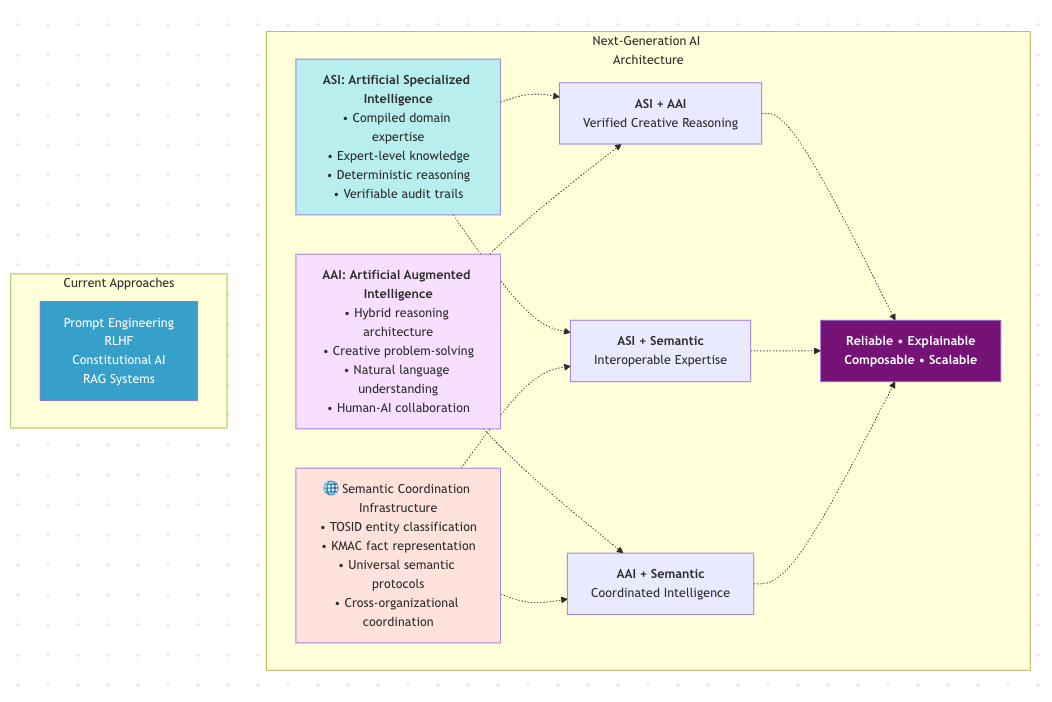 Next-Generation AI
Architecture
ASI: Artificial Specialized
Intelligence
• Compiled domain
expertise
• Expert-level knowledge
• Deterministic reasoning
• Verifiable audit trails
ASI + AAI
Verified Creative Reasoning
Current Approaches
Prompt Engineering
RLHF
Constitutional AI
RAG Systems
AAI: Artificial Augmented
Intelligence
• Hybrid reasoning
architecture
• Creative problem-solving
• Natural language
understanding
• Human-AI collaboration
ASI + Semantic
Interoperable Expertise
Reliable • Explainable
Composable • Scalable
🌐 Semantic Coordination
Infrastructure
• TOSID entity classification
• KMAC fact representation
• Universal semantic
protocols
• Cross-organizational
coordination
AAI + Semantic
Coordinated Intelligence